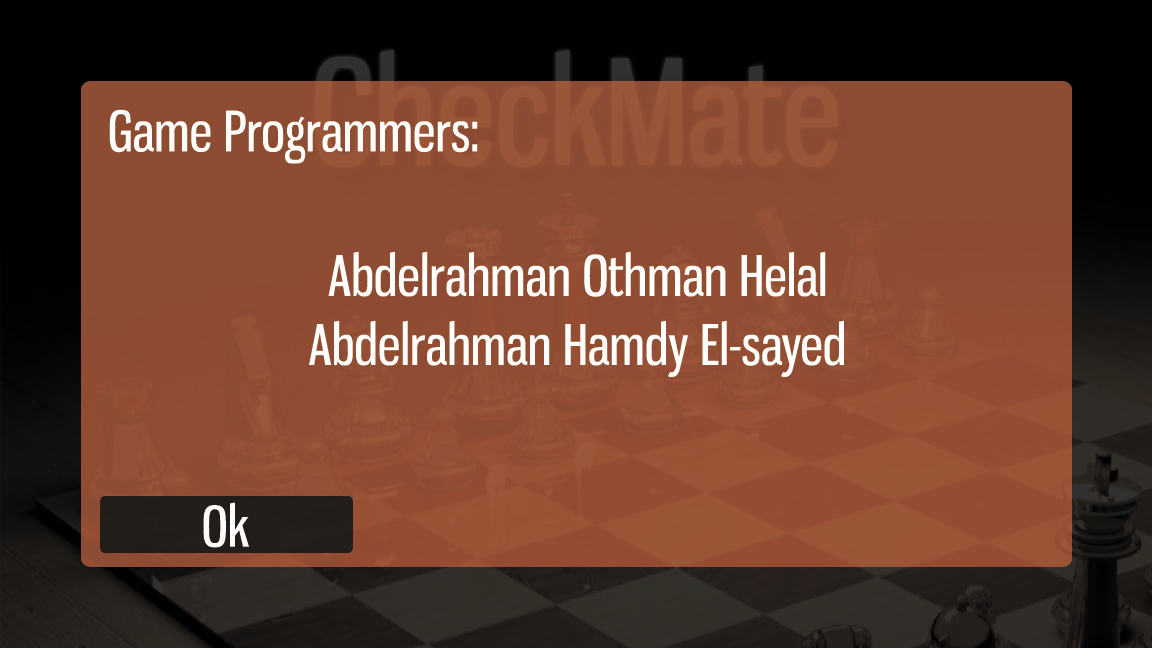 CheckMate
Game Programmers:
Abdelrahman Othman Helal
Abdelrahman Hamdy El-sayed
Ok